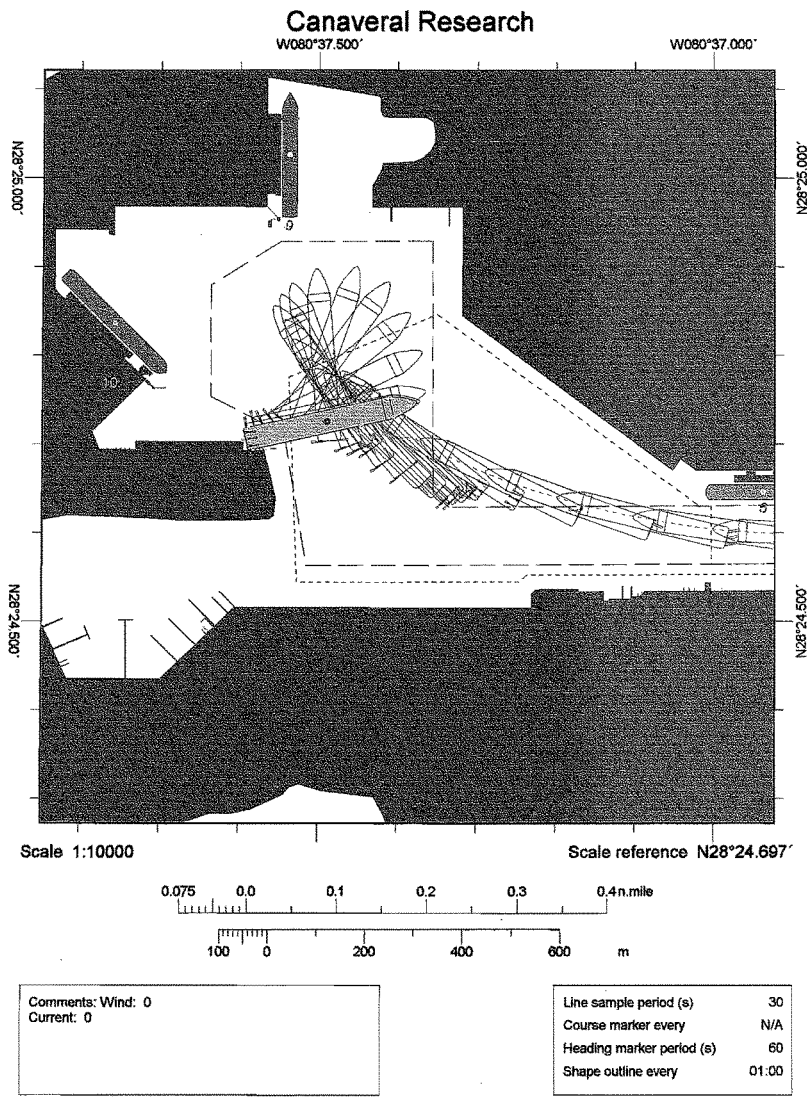 Canaveral Research
W080°37.500´ W080°37.000´
N28°25.000´ N28°25.000´
9
10
6
N28°24.500´ N28°24.500´
Scale 1:10000 Scale reference N28°24.697´
0.075 0.0 0.1 0.2 0.3 0.4 n.mile
100 0 200 400 600 m
Comments: Wind: 0
Current: 0
Line sample period (s) 30
Course marker every N/A
Heading marker period (s) 60
Shape outline every 01:00